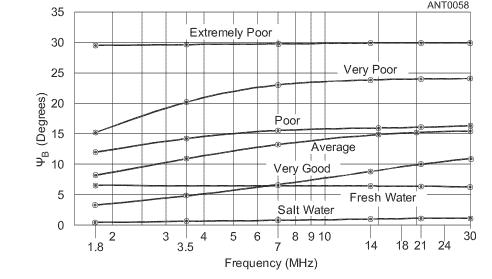 ANT0058
35
30
25
20
15
10
5
0
ΨB (Degrees)
Extremely Poor
Very Poor
Poor
Average
Very Good
Fresh Water
Salt Water
1.8 2 3 3.5 4 5 6 7 8 9 10 14 18 21 24 30
Frequency (MHz)